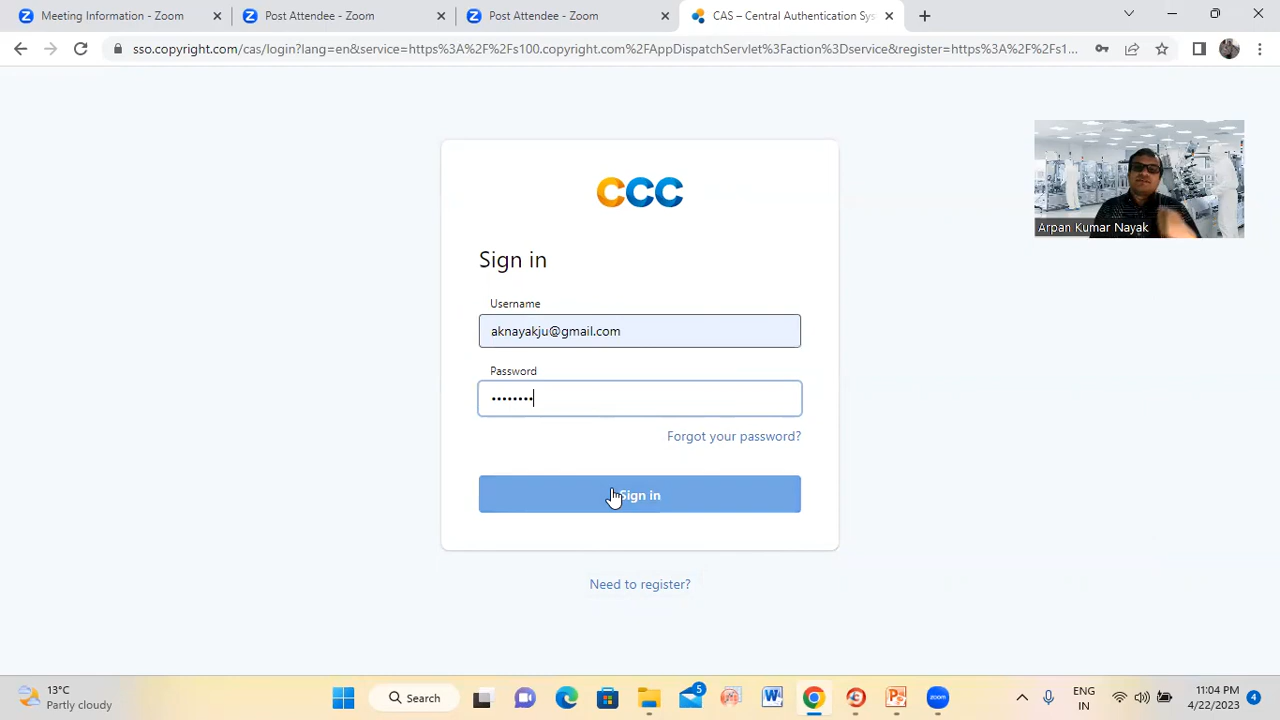 Meeting Information - Zoom
Post Attendee - Zoom
Post Attendee - Zoom
CAS – Central Authentication Sys
sso.copyright.com/cas/login?lang=en&service=https%3A%2F%2Fs100.copyright.com%2FAppDispatchServlet%3Faction%3Dservice&register=https%3A%2F%2Fs1...
CCC
Arpan Kumar Nayak
Sign in
Username
aknayakju@gmail.com
Password
Forgot your password?
Sign in
Need to register?
13°C
Partly cloudy
Search
5
ENG
IN
11:04 PM
4/22/2023
4